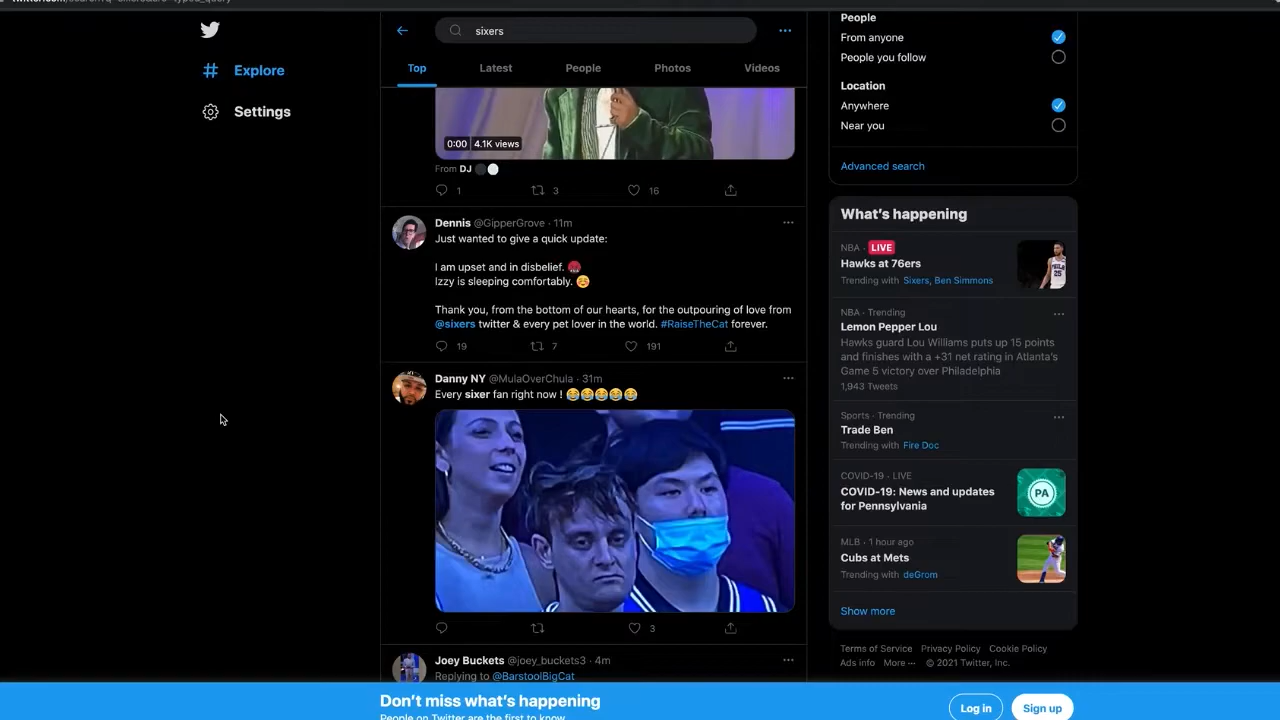 sixers
Explore
Settings
Top
Latest
People
Photos
Videos
0:00 4.1K views
From DJ
1
3
16
Dennis @GipperGrove · 11m
Just wanted to give a quick update:
I am upset and in disbelief.
Izzy is sleeping comfortably.
Thank you, from the bottom of our hearts, for the outpouring of love from
@sixers twitter & every pet lover in the world. #RaiseTheCat forever.
19
7
191
Danny NY @MulaOverChula · 31m
Every sixer fan right now !
3
Joey Buckets @joey_buckets3 · 4m
Replying to @BarstoolBigCat
People
From anyone
People you follow
Location
Anywhere
Near you
Advanced search
What's happening
NBA · LIVE
Hawks at 76ers
Trending with Sixers, Ben Simmons
NBA · Trending
Lemon Pepper Lou
Hawks guard Lou Williams puts up 15 points
and finishes with a +31 net rating in Atlanta's
Game 5 victory over Philadelphia
1,943 Tweets
Sports · Trending
Trade Ben
Trending with Fire Doc
COVID-19 · LIVE
COVID-19: News and updates
for Pennsylvania
PA
MLB · 1 hour ago
Cubs at Mets
Trending with deGrom
Show more
Terms of Service Privacy Policy Cookie Policy
Ads info More ··· © 2021 Twitter, Inc.
Don't miss what's happening
People on Twitter are the first to know.
Log in
Sign up